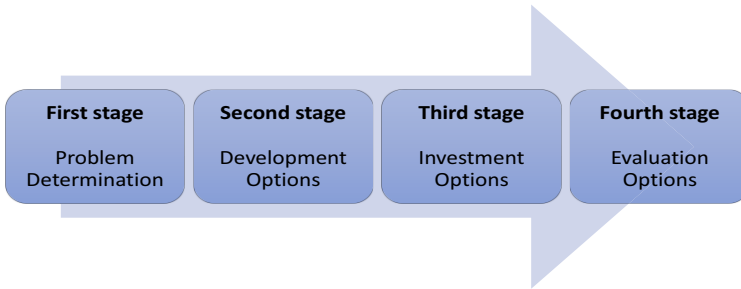 First stage
Problem
Determination
Second stage
Development
Options
Third stage
Investment
Options
Fourth stage
Evaluation
Options